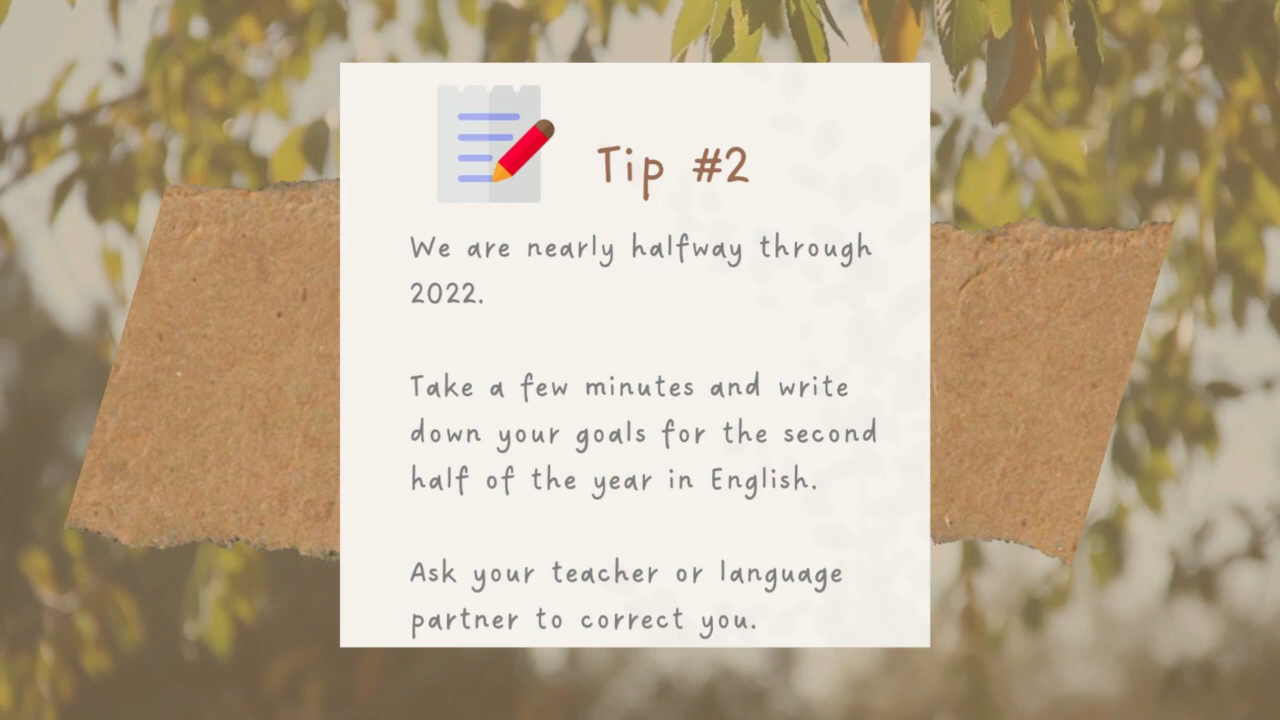 Tip #2
We are nearly halfway through
2022.
Take a few minutes and write
down your goals for the second
half of the year in English.
Ask your teacher or language
partner to correct you.